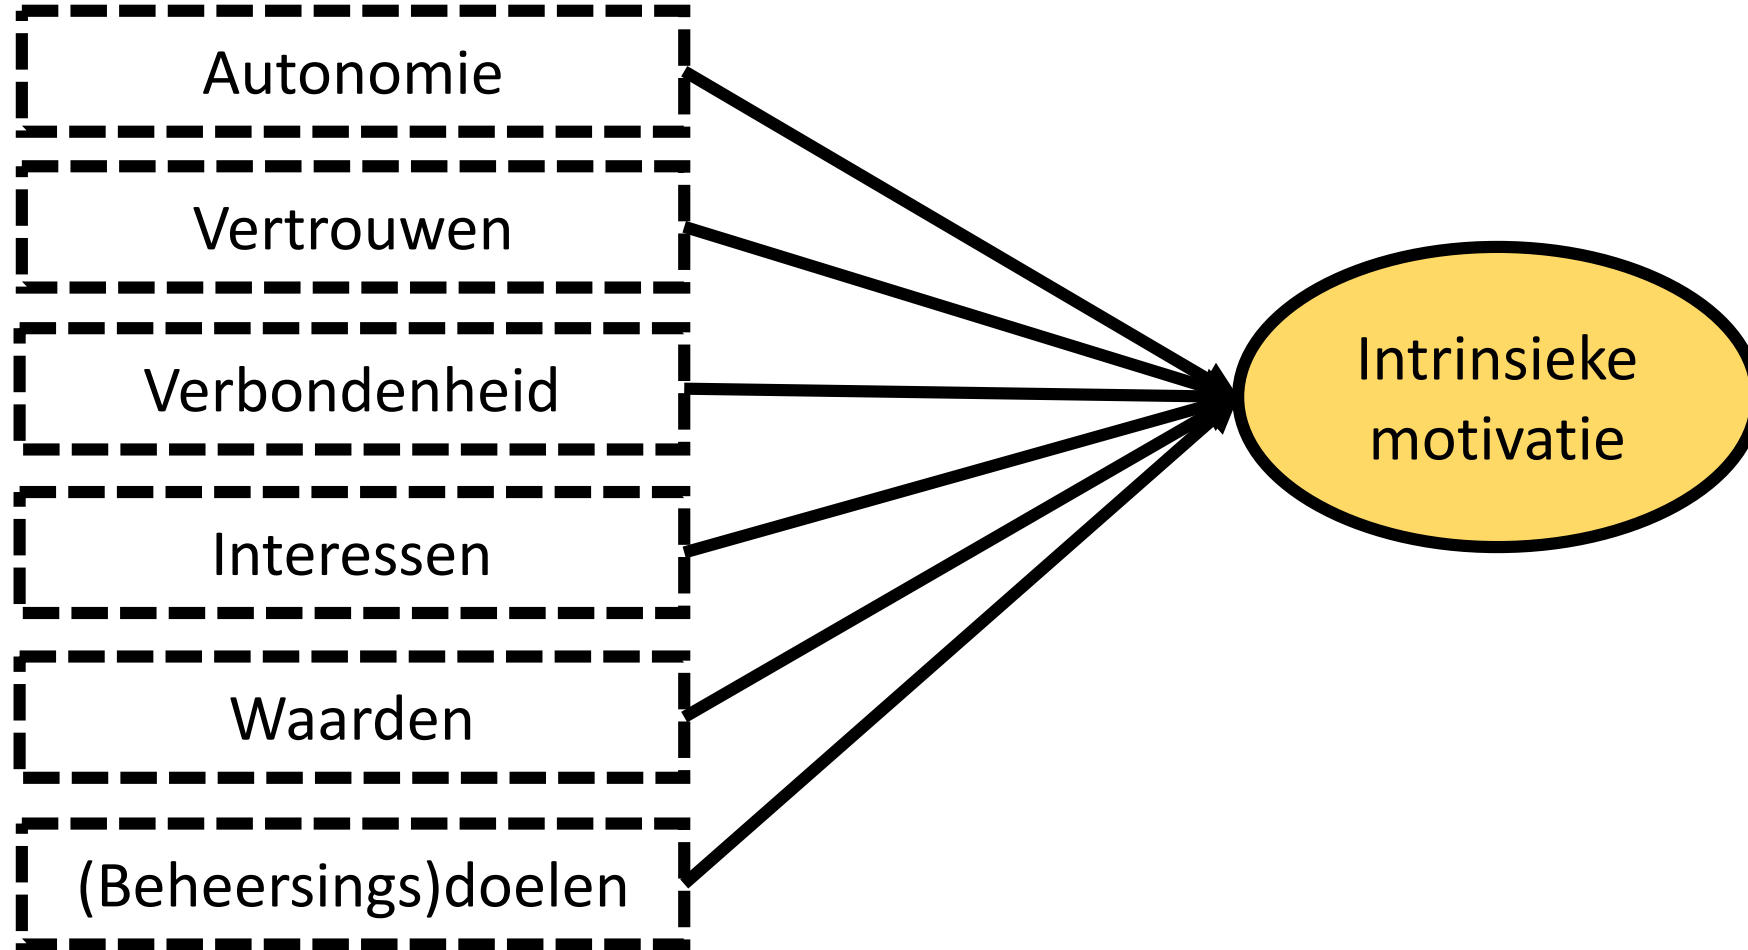 Autonomie
Vertrouwen
Verbondenheid
Interessen
Waarden
(Beheersings)doelen
Intrinsieke
motivatie